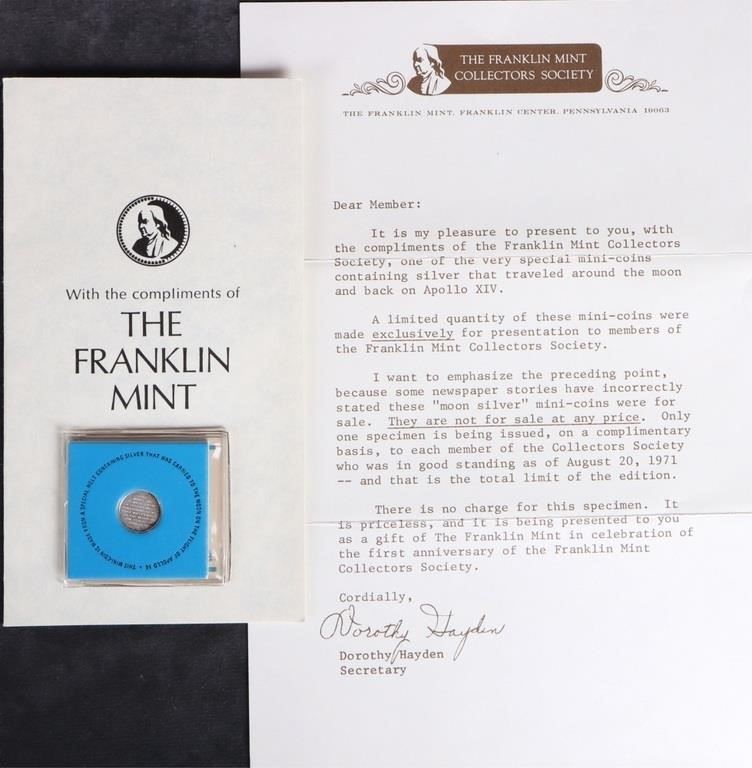 With the compliments of
THE
FRANKLIN
MINT
THIS MINI-COIN IS MADE FROM A SPECIAL MELT CONTAINING SILVER THAT WAS CARRIED TO THE MOON ON THE FLIGHT OF APOLLO 14 •
THE FRANKLIN MINT
COLLECTORS SOCIETY
THE FRANKLIN MINT, FRANKLIN CENTER, PENNSYLVANIA 19063
Dear Member:
It is my pleasure to present to you, with
the compliments of the Franklin Mint Collectors
Society, one of the very special mini-coins
containing silver that traveled around the moon
and back on Apollo XIV.
A limited quantity of these mini-coins were
made exclusively for presentation to members of
the Franklin Mint Collectors Society.
I want to emphasize the preceding point,
because some newspaper stories have incorrectly
stated these "moon silver" mini-coins were for
sale. They are not for sale at any price. Only
one specimen is being issued, on a complimentary
basis, to each member of the Collectors Society
who was in good standing as of August 20, 1971
-- and that is the total limit of the edition.
There is no charge for this specimen. It
is priceless, and it is being presented to you
as a gift of The Franklin Mint in celebration of
the first anniversary of the Franklin Mint
Collectors Society.
Cordially,
Dorothy Hayden
Dorothy Hayden
Secretary